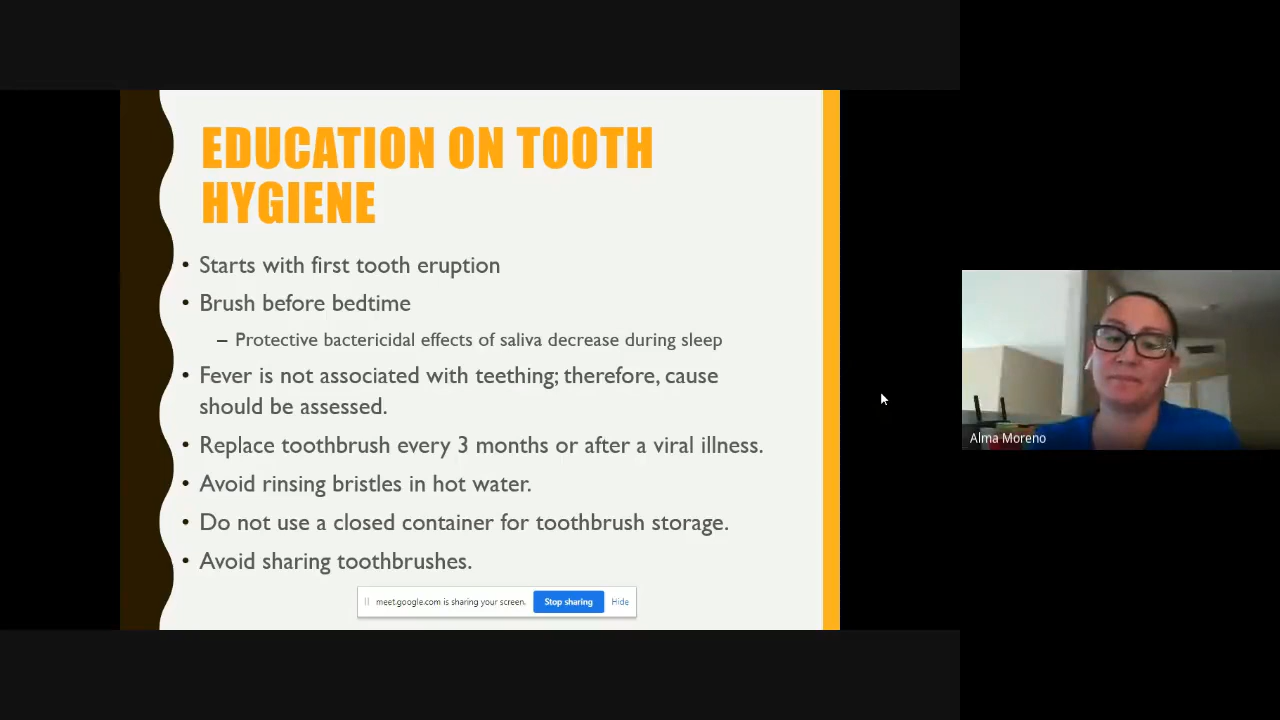 EDUCATION ON TOOTH
HYGIENE
• Starts with first tooth eruption
• Brush before bedtime
– Protective bactericidal effects of saliva decrease during sleep
• Fever is not associated with teething; therefore, cause
should be assessed.
• Replace toothbrush every 3 months or after a viral illness.
• Avoid rinsing bristles in hot water.
• Do not use a closed container for toothbrush storage.
• Avoid sharing toothbrushes.
meet.google.com is sharing your screen. Stop sharing Hide
Alma Moreno